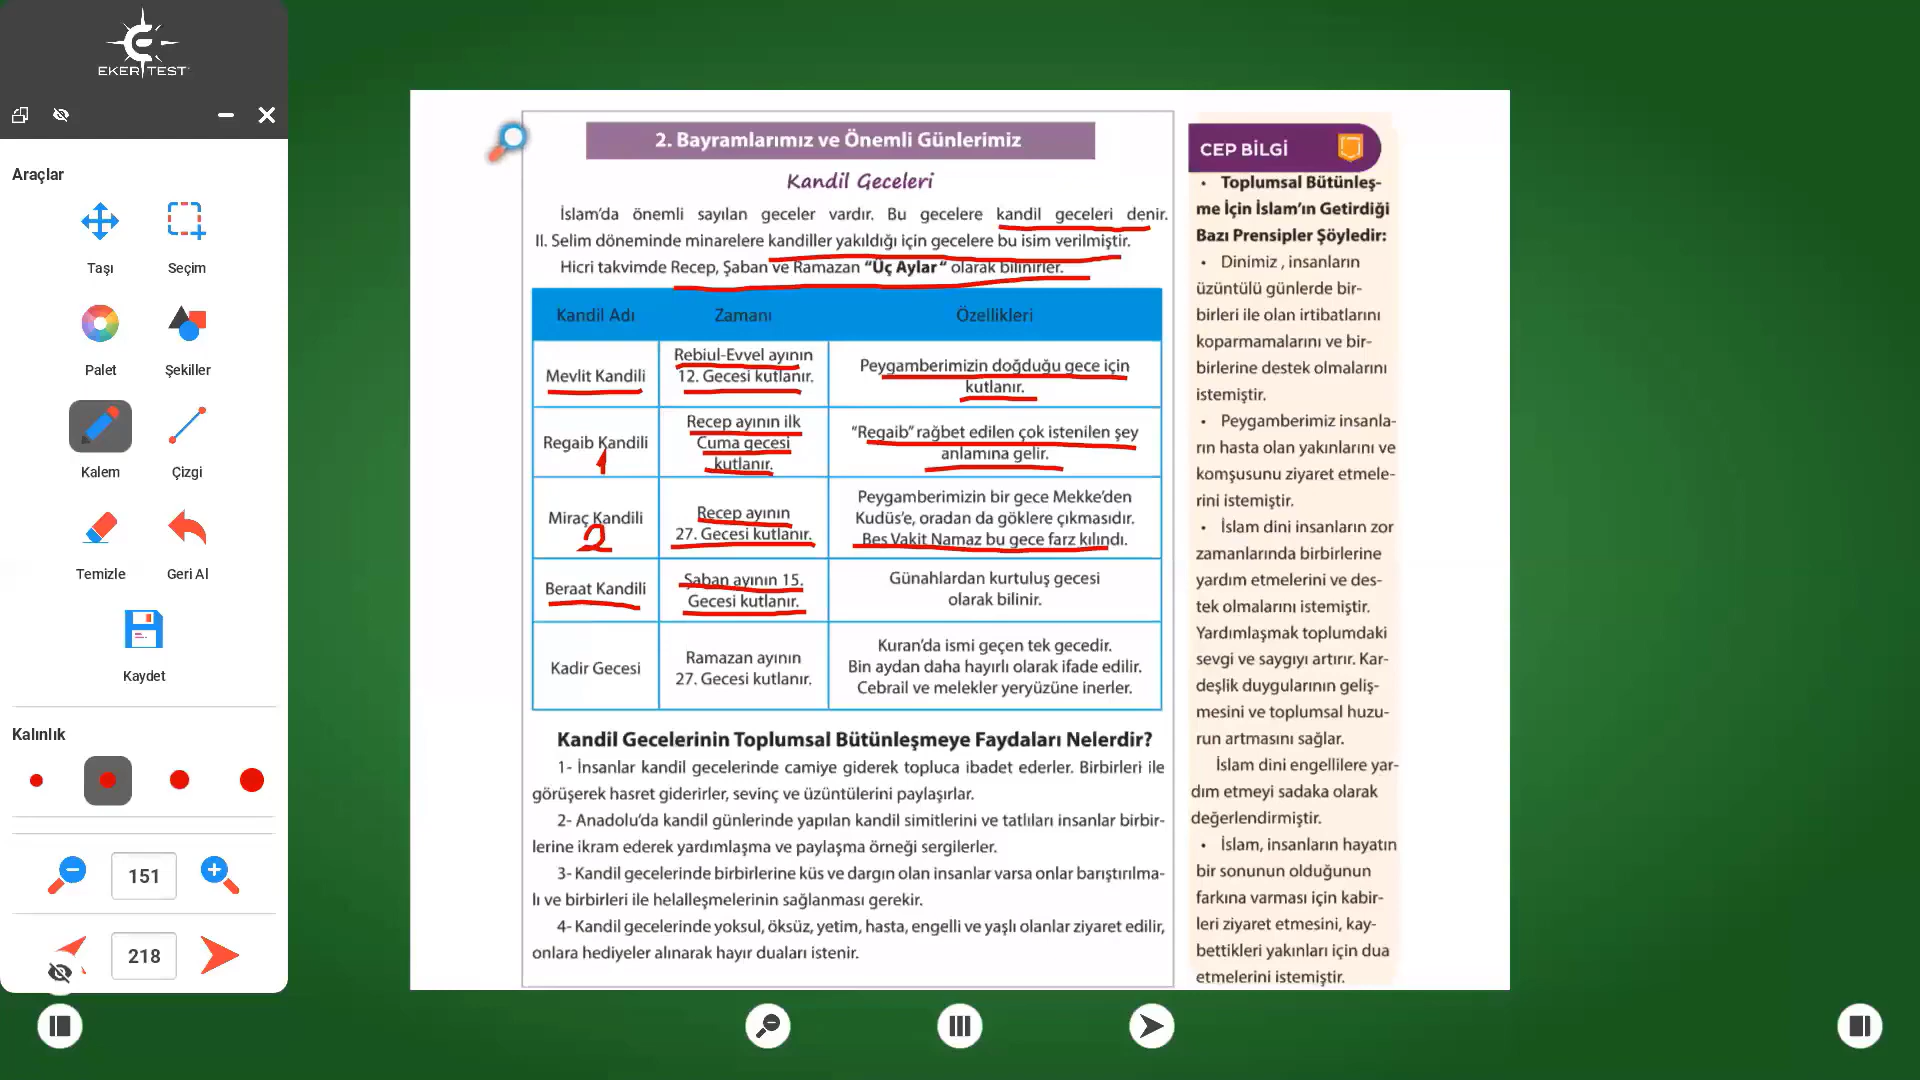 EKER TEST
Araçlar
Taşı
Seçim
Palet
Şekiller
Kalem
Çizgi
Temizle
Geri Al
Kaydet
Kalınlık
151
218
2. Bayramlarımız ve Önemli Günlerimiz
Kandil Geceleri
İslam’da önemli sayılan geceler vardır. Bu gecelere kandil geceleri denir.
II. Selim döneminde minarelere kandiller yakıldığı için gecelere bu isim verilmiştir.
Hicri takvimde Recep, Şaban ve Ramazan “Üç Aylar“ olarak bilinirler.
Kandil Adı
Zamanı
Özellikleri
Mevlit Kandili
Rebiul-Evvel ayının
12. Gecesi kutlanır.
Peygamberimizin doğduğu gece için
kutlanır.
Regaib Kandili
1
Recep ayının ilk
Cuma gecesi
kutlanır.
“Regaib” rağbet edilen çok istenilen şey
anlamına gelir.
Miraç Kandili
2
Recep ayının
27. Gecesi kutlanır.
Peygamberimizin bir gece Mekke’den
Kudüs’e, oradan da göklere çıkmasıdır.
Beş Vakit Namaz bu gece farz kılındı.
Beraat Kandili
Şaban ayının 15.
Gecesi kutlanır.
Günahlardan kurtuluş gecesi
olarak bilinir.
Kadir Gecesi
Ramazan ayının
27. Gecesi kutlanır.
Kuran’da ismi geçen tek gecedir.
Bin aydan daha hayırlı olarak ifade edilir.
Cebrail ve melekler yeryüzüne inerler.
Kandil Gecelerinin Toplumsal Bütünleşmeye Faydaları Nelerdir?
1- İnsanlar kandil gecelerinde camiye giderek topluca ibadet ederler. Birbirleri ile
görüşerek hasret giderirler, sevinç ve üzüntülerini paylaşırlar.
2- Anadolu’da kandil günlerinde yapılan kandil simitlerini ve tatlıları insanlar birbir-
lerine ikram ederek yardımlaşma ve paylaşma örneği sergilerler.
3- Kandil gecelerinde birbirlerine küs ve dargın olan insanlar varsa onlar barıştırılma-
lı ve birbirleri ile helalleşmelerinin sağlanması gerekir.
4- Kandil gecelerinde yoksul, öksüz, yetim, hasta, engelli ve yaşlı olanlar ziyaret edilir,
onlara hediyeler alınarak hayır duaları istenir.
CEP BİLGİ
• Toplumsal Bütünleş-
me İçin İslam’ın Getirdiği
Bazı Prensipler Şöyledir:
• Dinimiz , insanların
üzüntülü günlerde bir-
birleri ile olan irtibatlarını
koparmamalarını ve bir-
birlerine destek olmalarını
istemiştir.
• Peygamberimiz insanla-
rın hasta olan yakınlarını ve
komşusunu ziyaret etmele-
rini istemiştir.
• İslam dini insanların zor
zamanlarında birbirlerine
yardım etmelerini ve des-
tek olmalarını istemiştir.
Yardımlaşmak toplumdaki
sevgi ve saygıyı artırır. Kar-
deşlik duygularının geliş-
mesini ve toplumsal huzu-
run artmasını sağlar.
İslam dini engellilere yar-
dım etmeyi sadaka olarak
değerlendirmiştir.
• İslam, insanların hayatın
bir sonunun olduğunun
farkına varması için kabir-
leri ziyaret etmesini, kay-
bettikleri yakınları için dua
etmelerini istemiştir.